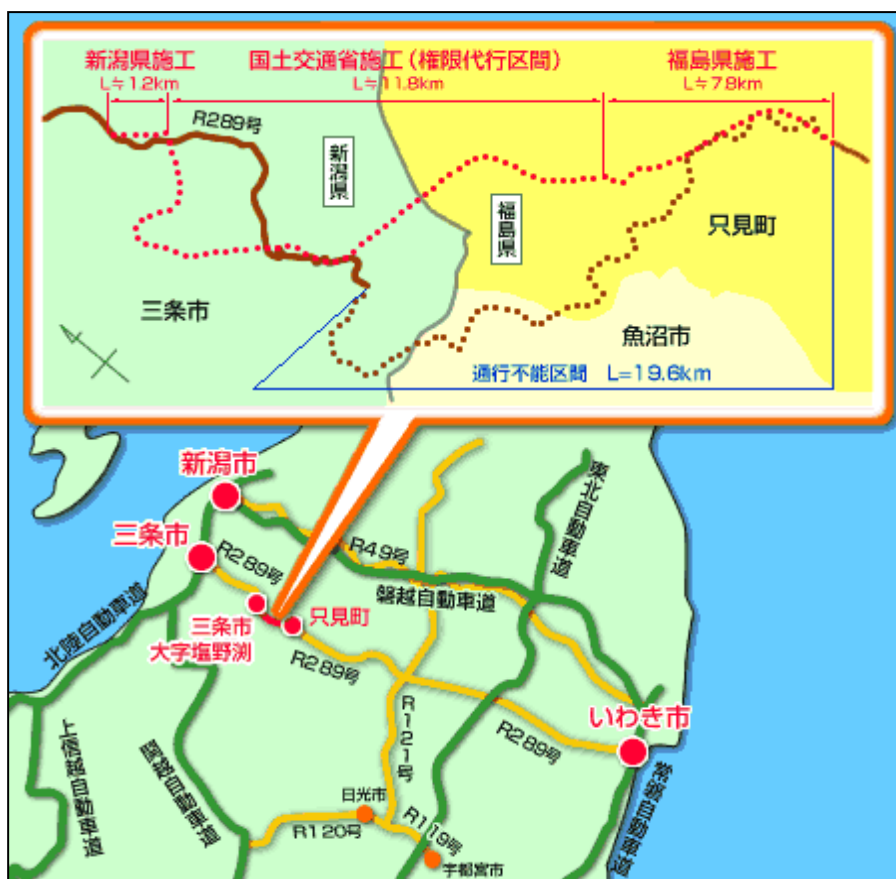 新潟県施工
L≒1.2km
国土交通省施工(権限代行区間)
L≒11.8km
福島県施工
L≒7.8km
R289号
新潟県
福島県
只見町
三条市
魚沼市
通行不能区間 L=19.6km
新潟市
三条市
R289号
R49号
東北自動車道
磐越自動車道
北陸自動車道
三条市
大字塩野渕
只見町
R289号
R121号
R289号
いわき市
常磐自動車道
上信越自動車道
関越自動車道
日光市
R120号
R119号
宇都宮市